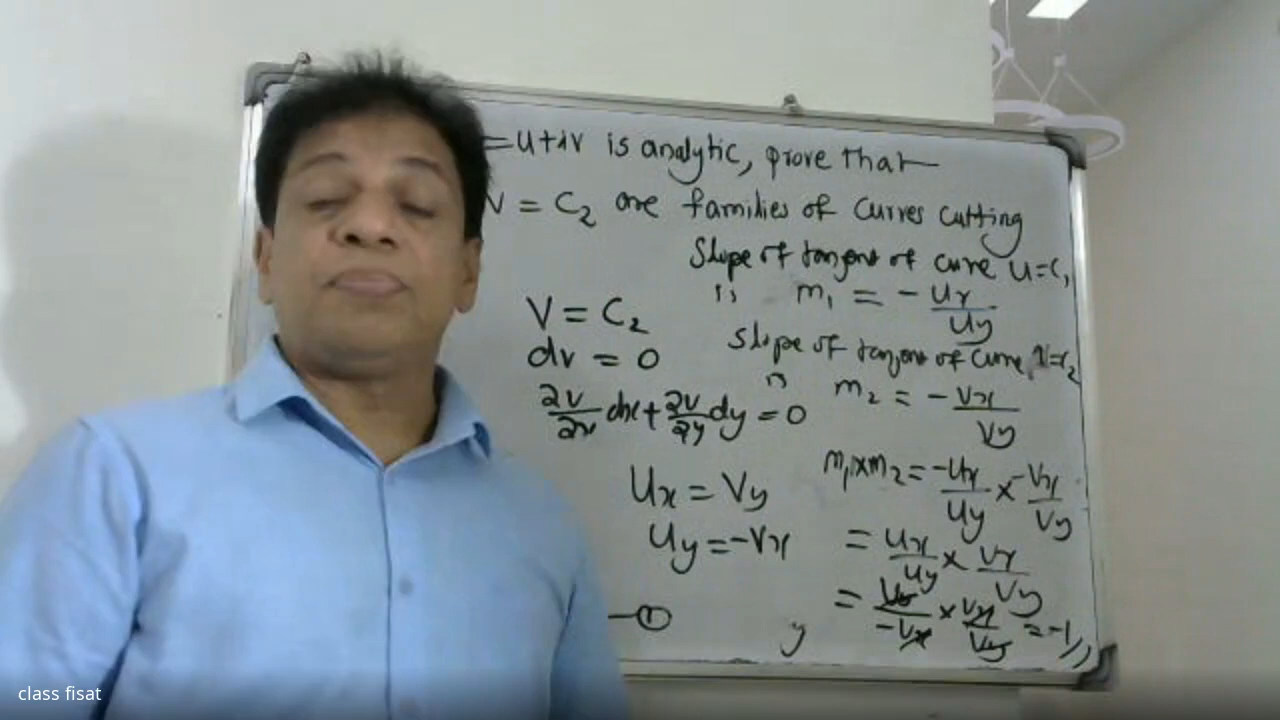 =u+iv is analytic, prove that
V = C₂ are families of curves cutting
Slope of tangent of curve u=c₁
is m₁ = - ux/uy
V = C₂
dv = 0
Slope of tangent of curve V=c₂
is m₂ = - vx/vy
∂v/∂x dx + ∂v/∂y dy = 0
m₁×m₂ = -ux/uy × -vx/vy
ux = vy
uy = -vx
= ux/uy × vx/vy
= vy/-vx × vx/vy = -1//
—①
y
class fisat